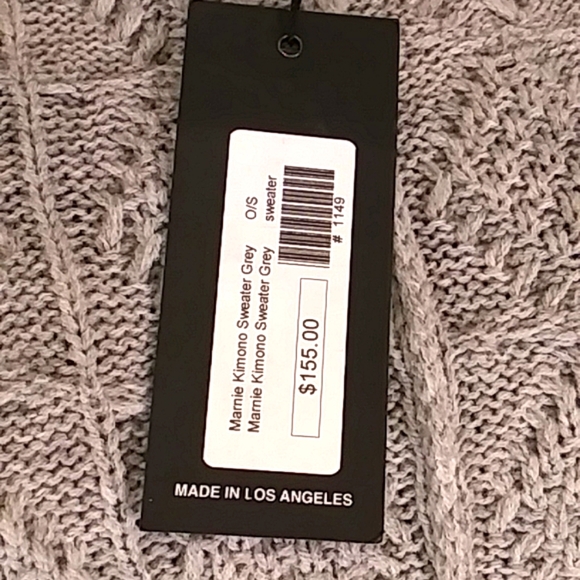 Marnie Kimono Sweater Grey O/S
Marnie Kimono Sweater Grey sweater
# 1149
$155.00
MADE IN LOS ANGELES